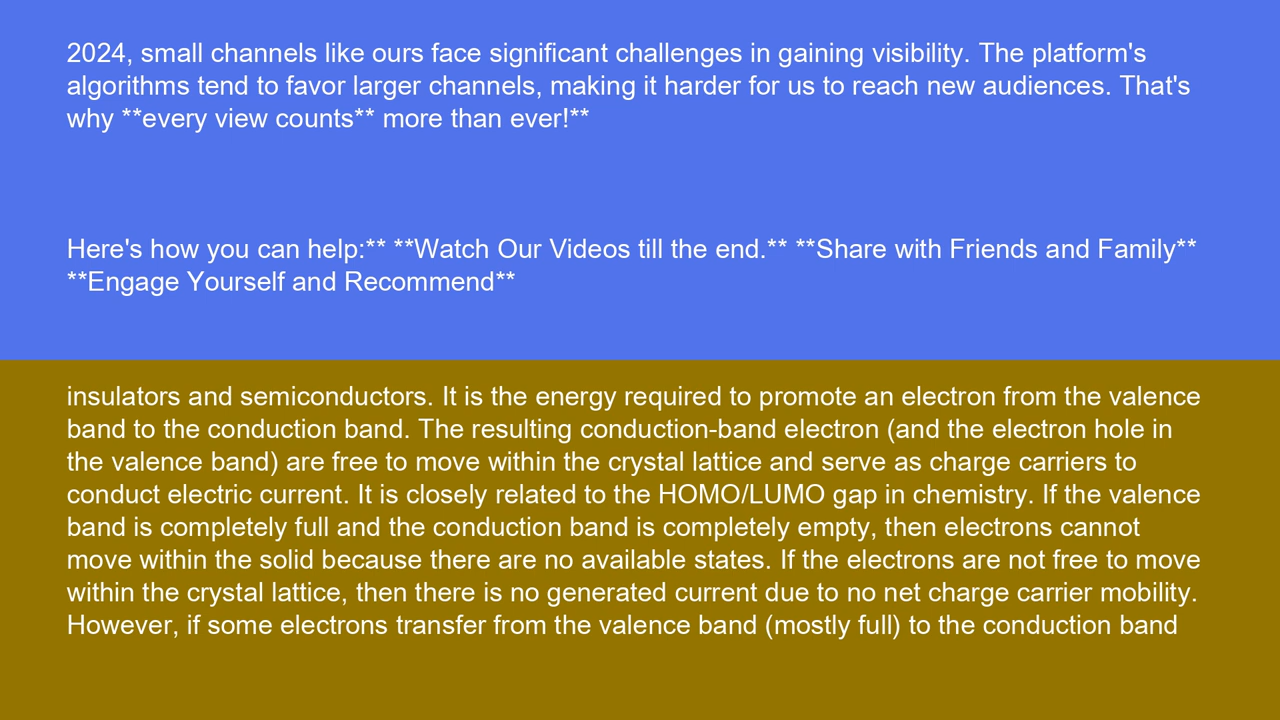 2024, small channels like ours face significant challenges in gaining visibility. The platform's
algorithms tend to favor larger channels, making it harder for us to reach new audiences. That's
why **every view counts** more than ever!**
Here's how you can help:** **Watch Our Videos till the end.** **Share with Friends and Family**
**Engage Yourself and Recommend**
insulators and semiconductors. It is the energy required to promote an electron from the valence
band to the conduction band. The resulting conduction-band electron (and the electron hole in
the valence band) are free to move within the crystal lattice and serve as charge carriers to
conduct electric current. It is closely related to the HOMO/LUMO gap in chemistry. If the valence
band is completely full and the conduction band is completely empty, then electrons cannot
move within the solid because there are no available states. If the electrons are not free to move
within the crystal lattice, then there is no generated current due to no net charge carrier mobility.
However, if some electrons transfer from the valence band (mostly full) to the conduction band